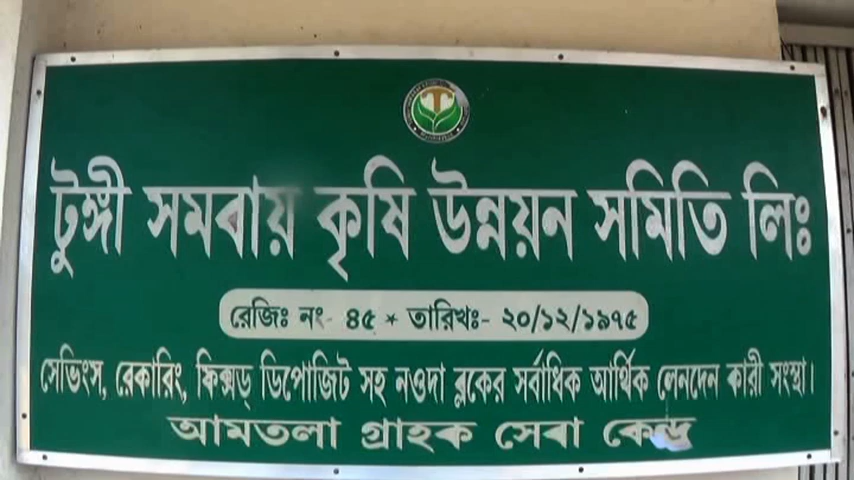 টুঙ্গী সমবায় কৃষি উন্নয়ন সমিতি লিঃ
রেজিঃ নং- ৪৫ * তারিখঃ- ২০/১২/১৯৭৫
সেভিংস, রেকারিং, ফিক্সড্ ডিপোজিট সহ নওদা ব্লকের সর্বাধিক আর্থিক লেনদেন কারী সংস্থা।
আমতলা গ্রাহক সেবা কেন্দ্র